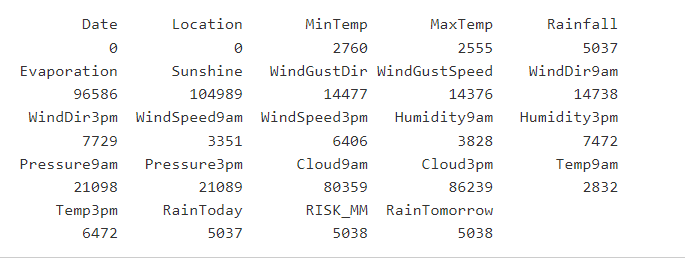 Date Location MinTemp MaxTemp Rainfall
0 0 2760 2555 5037
Evaporation Sunshine WindGustDir WindGustSpeed WindDir9am
96586 104989 14477 14376 14738
WindDir3pm WindSpeed9am WindSpeed3pm Humidity9am Humidity3pm
7729 3351 6406 3828 7472
Pressure9am Pressure3pm Cloud9am Cloud3pm Temp9am
21098 21089 80359 86239 2832
Temp3pm RainToday RISK_MM RainTomorrow
6472 5037 5038 5038